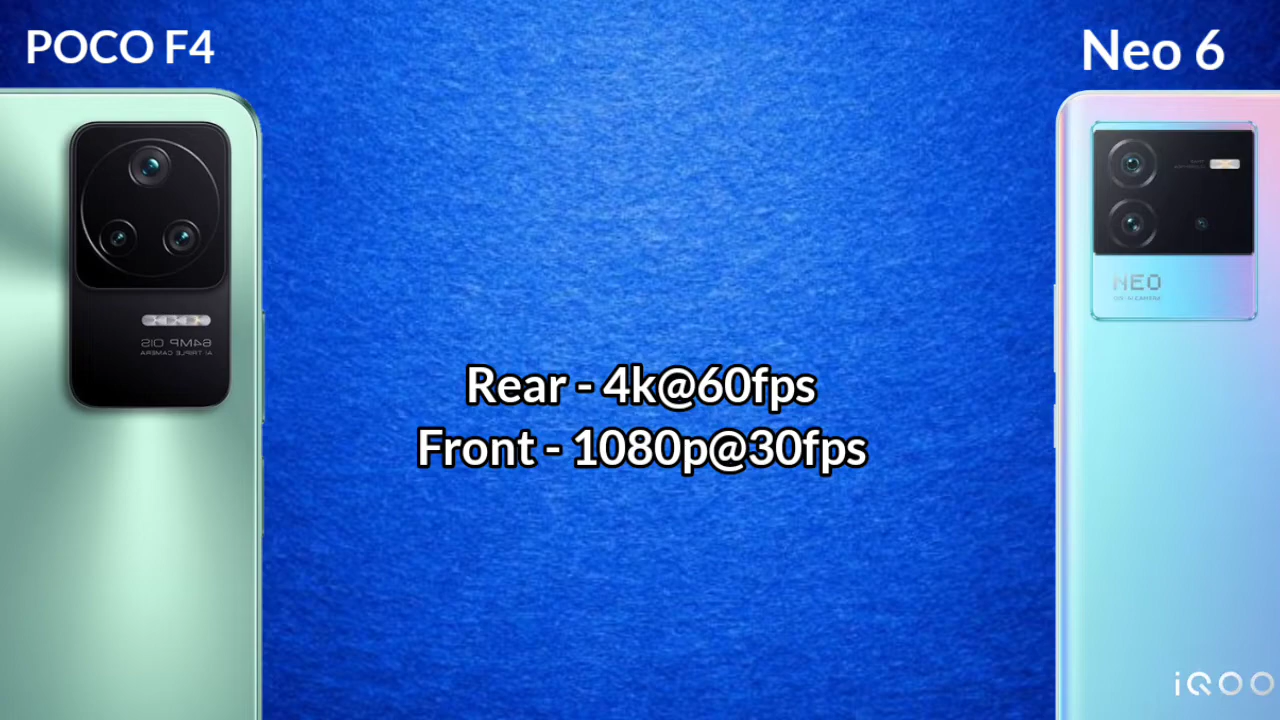 POCO F4
Neo 6
64MP OIS
AI TRIPLE CAMERA
NEO
Rear - 4k@60fps
Front - 1080p@30fps
iQOO